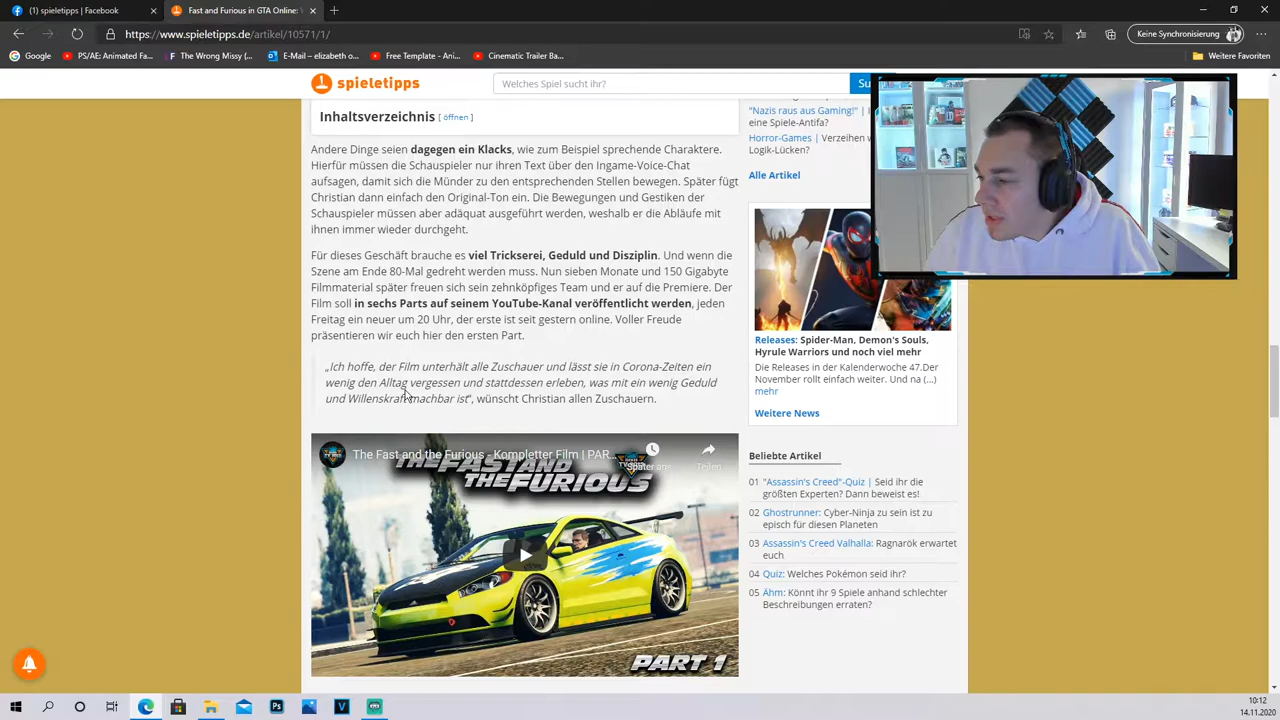 (1) spieletipps | Facebook
Fast and Furious in GTA Online:
https://www.spieletipps.de/artikel/10571/1/
Keine Synchronisierung
Google
PS/AE: Animated Fa...
The Wrong Missy (...
E-Mail – elizabeth o...
Free Template - Ani...
Cinematic Trailer Ba...
Weitere Favoriten
spieletipps
Welches Spiel sucht ihr?
Su
Inhaltsverzeichnis [ öffnen ]
Andere Dinge seien dagegen ein Klacks, wie zum Beispiel sprechende Charaktere.
Hierfür müssen die Schauspieler nur ihren Text über den Ingame-Voice-Chat
aufsagen, damit sich die Münder zu den entsprechenden Stellen bewegen. Später fügt
Christian dann einfach den Original-Ton ein. Die Bewegungen und Gestiken der
Schauspieler müssen aber adäquat ausgeführt werden, weshalb er die Abläufe mit
ihnen immer wieder durchgeht.
Für dieses Geschäft brauche es viel Trickserei, Geduld und Disziplin. Und wenn die
Szene am Ende 80-Mal gedreht werden muss. Nun sieben Monate und 150 Gigabyte
Filmmaterial später freuen sich sein zehnköpfiges Team und er auf die Premiere. Der
Film soll in sechs Parts auf seinem YouTube-Kanal veröffentlicht werden, jeden
Freitag ein neuer um 20 Uhr, der erste ist seit gestern online. Voller Freude
präsentieren wir euch hier den ersten Part.
„Ich hoffe, der Film unterhält alle Zuschauer und lässt sie in Corona-Zeiten ein
wenig den Alltag vergessen und stattdessen erleben, was mit ein wenig Geduld
und Willenskraft machbar ist“, wünscht Christian allen Zuschauern.
The Fast and the Furious - Kompletter Film | PAR...
Später ans...
Teilen
THE FAST AND
THE FURIOUS
PART 1
"Nazis raus aus Gaming!" |
eine Spiele-Antifa?
Horror-Games | Verzeihen w
Logik-Lücken?
Alle Artikel
Releases: Spider-Man, Demon's Souls,
Hyrule Warriors und noch viel mehr
Die Releases in der Kalenderwoche 47.Der
November rollt einfach weiter. Und na (...)
mehr
Weitere News
Beliebte Artikel
01 "Assassin's Creed"-Quiz | Seid ihr die
größten Experten? Dann beweist es!
02 Ghostrunner: Cyber-Ninja zu sein ist zu
episch für diesen Planeten
03 Assassin's Creed Valhalla: Ragnarök erwartet
euch
04 Quiz: Welches Pokémon seid ihr?
05 Ähm: Könnt ihr 9 Spiele anhand schlechter
Beschreibungen erraten?
10:12
14.11.2020